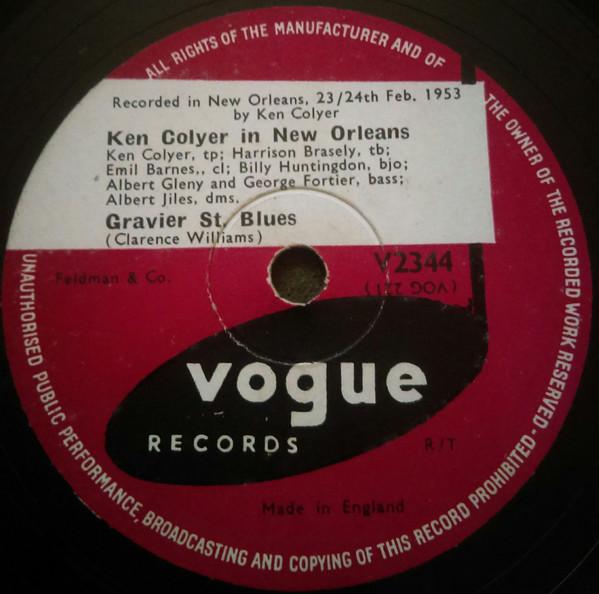 ALL RIGHTS OF THE MANUFACTURER AND OF THE OWNER OF THE RECORDED WORK RESERVED · UNAUTHORISED PUBLIC PERFORMANCE, BROADCASTING AND COPYING OF THIS RECORD PROHIBITED ·
Recorded in New Orleans, 23/24th Feb. 1953
by Ken Colyer
Ken Colyer in New Orleans
Ken Colyer, tp; Harrison Brasely, tb;
Emil Barnes,, cl; Billy Huntingdon, bjo;
Albert Gleny and George Fortier, bass;
Albert Jiles, dms.
Gravier St. Blues
(Clarence Williams)
Feldman & Co.
V2344
(VOG 221)
vogue
RECORDS
R/T
Made in England